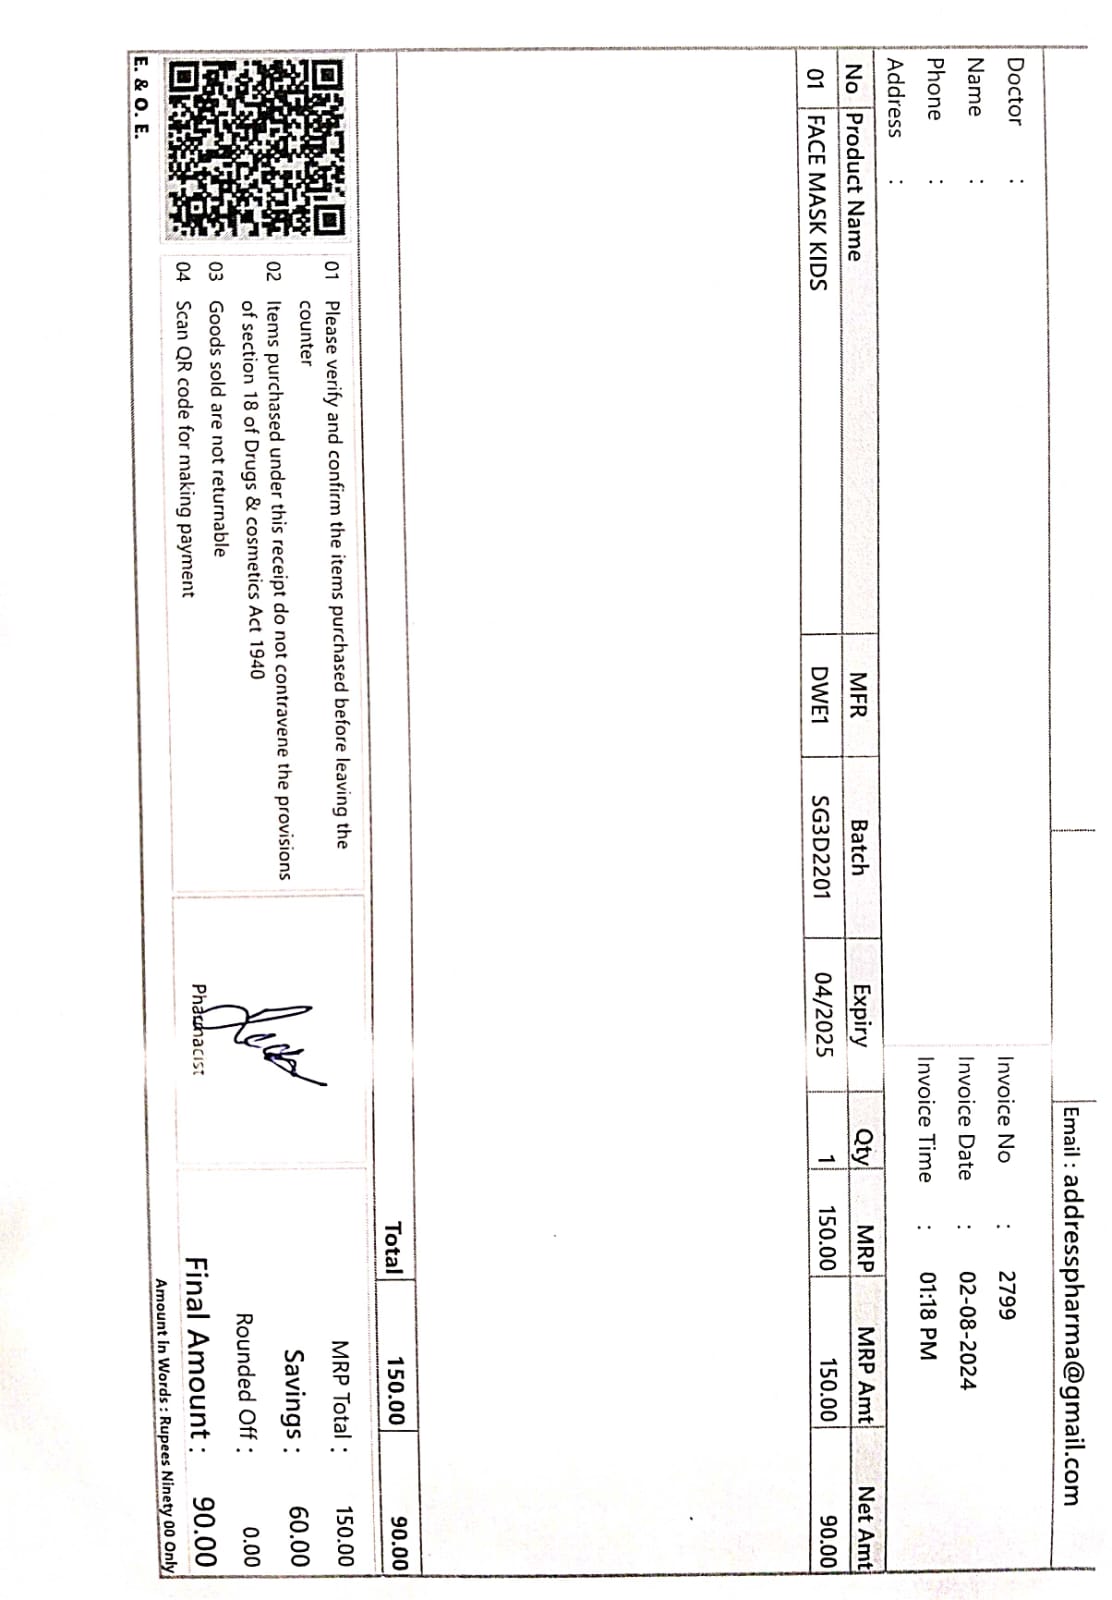 Email : addresspharma@gmail.com
Doctor :
Name :
Phone :
Address :
Invoice No : 2799
Invoice Date : 02-08-2024
Invoice Time : 01:18 PM
No Product Name MFR Batch Expiry Qty MRP MRP Amt Net Amt
01 FACE MASK KIDS DWE1 SG3D2201 04/2025 1 150.00 150.00 90.00
Total 150.00 90.00
01 Please verify and confirm the items purchased before leaving the
counter
02 Items purchased under this receipt do not contravene the provisions
of section 18 of Drugs & cosmetics Act 1940
03 Goods sold are not returnable
04 Scan QR code for making payment
Pharmacist
MRP Total : 150.00
Savings : 60.00
Rounded Off : 0.00
Final Amount : 90.00
Amount In Words : Rupees Ninety 00 Only
E. & O. E.